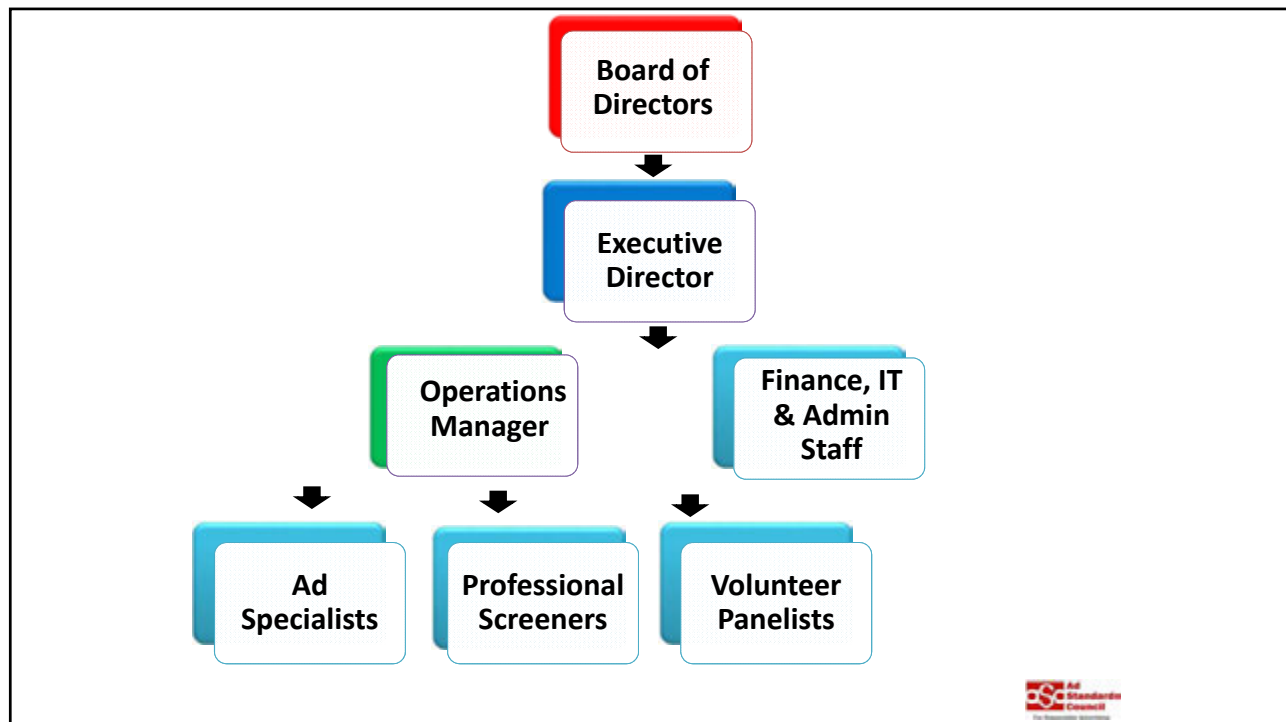 Board of
Directors
Executive
Director
Operations
Manager
Finance, IT
& Admin
Staff
Ad
Specialists
Professional
Screeners
Volunteer
Panelists
asc
Ad
Standards
Council